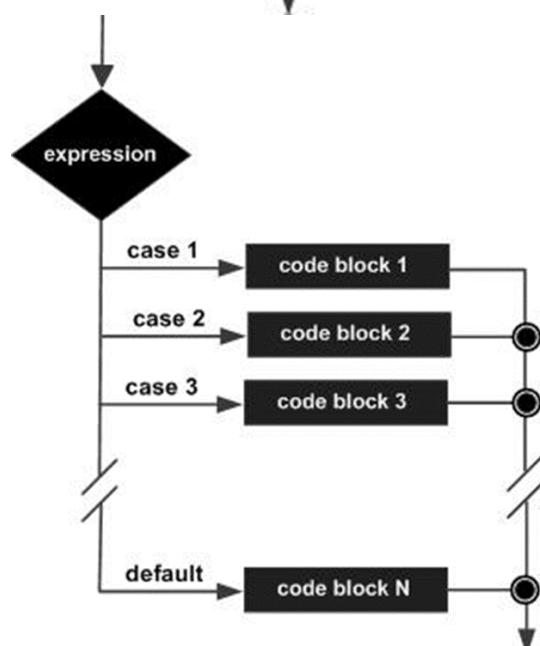 expression
case 1
code block 1
case 2
code block 2
case 3
code block 3
default
code block N